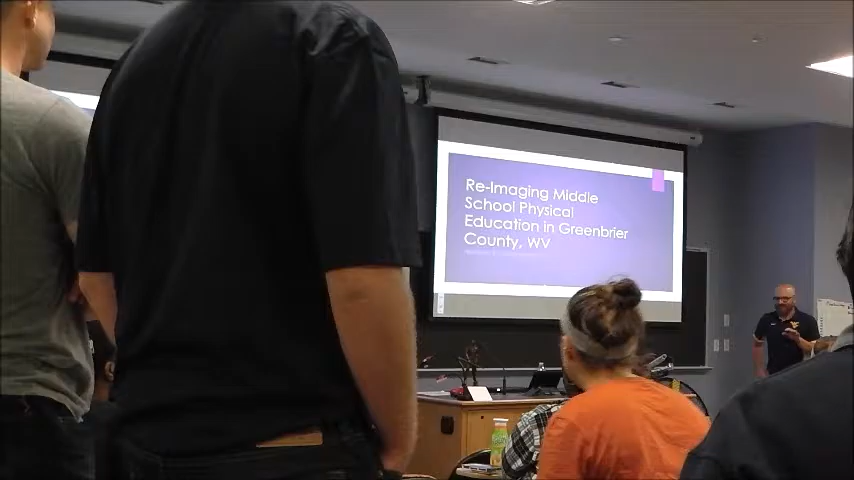 Re-Imaging Middle
School Physical
Education in Greenbrier
County, WV